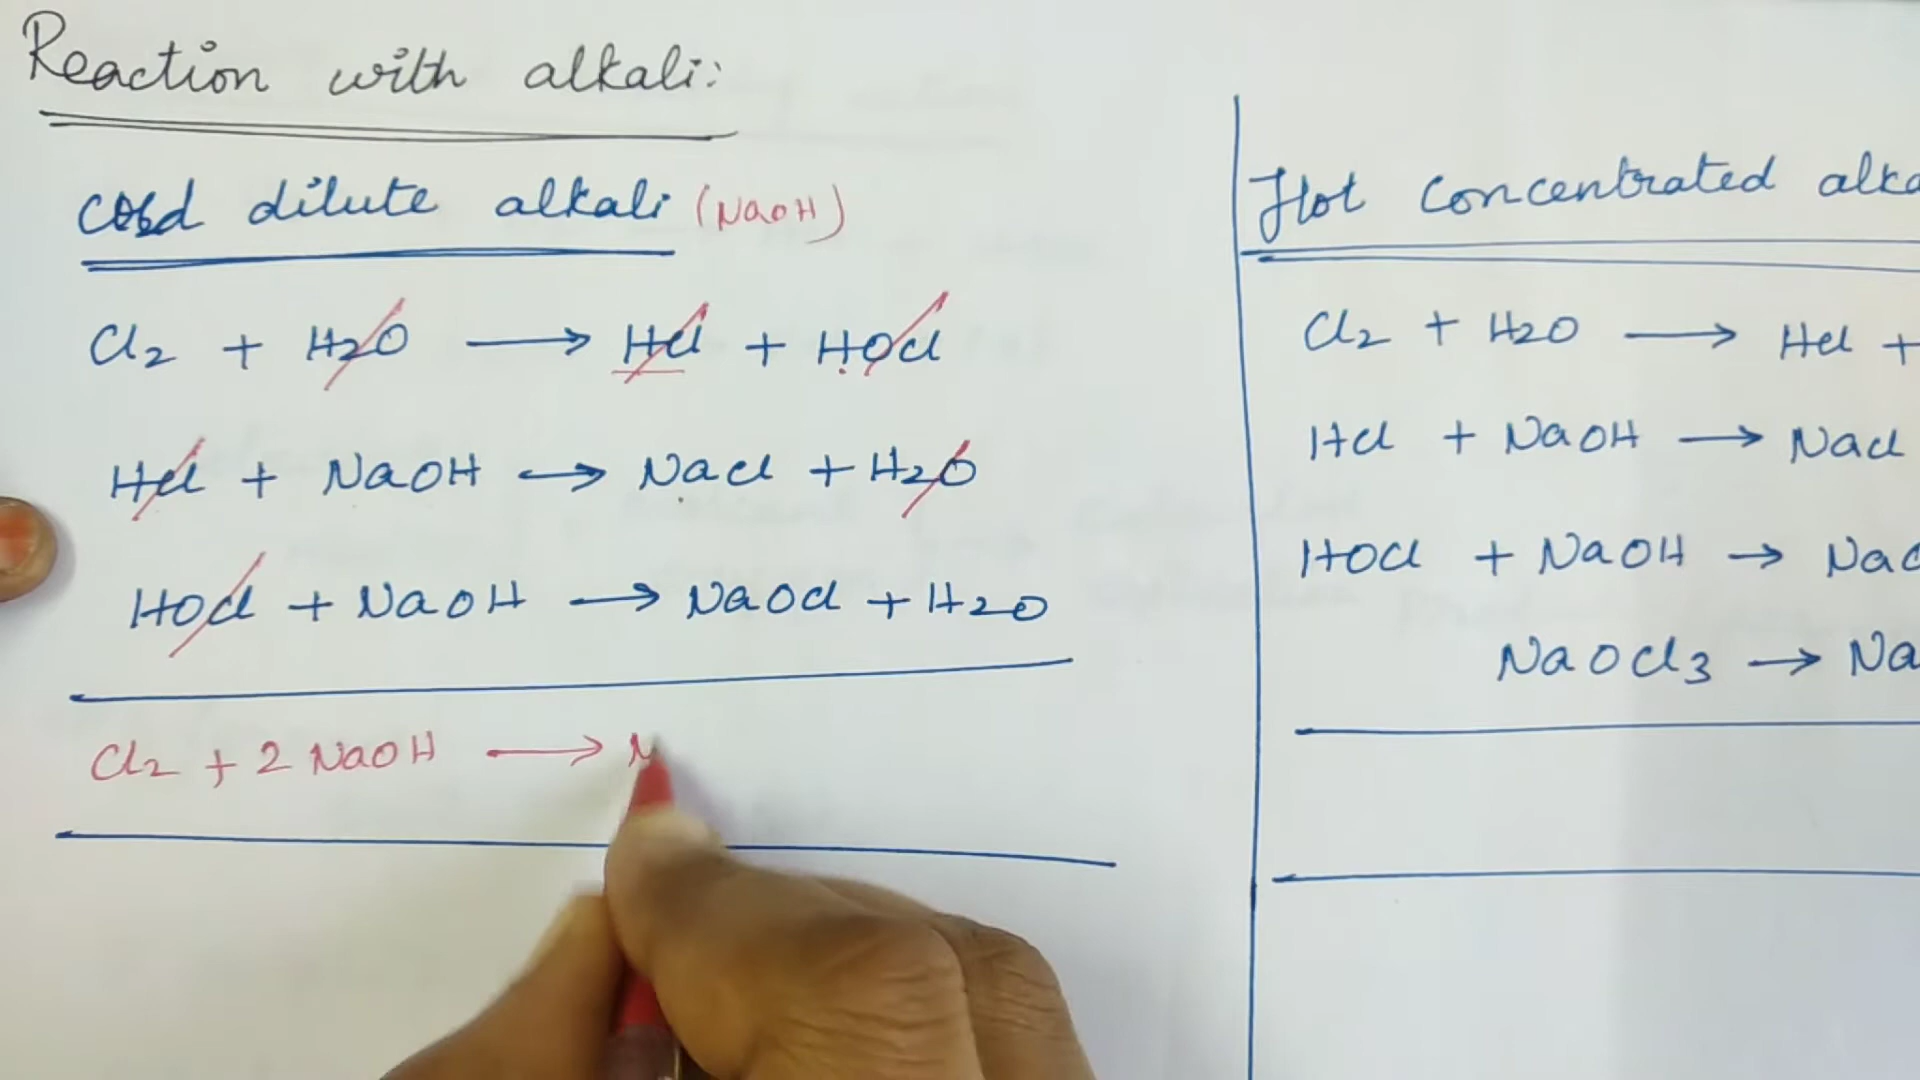 Reaction with alkali:
Cold dilute alkali (NaOH)
Cl2 + H2O ⟶ HCl + HOCl
HCl + NaOH ⟶ NaCl + H2O
HOCl + NaOH ⟶ NaOCl + H2O
Cl2 + 2 NaOH ⟶ N
Hot Concentrated alka
Cl2 + H2O ⟶ HCl +
HCl + NaOH ⟶ NaCl
HOCl + NaOH ⟶ Na
NaOCl3 ⟶ Na